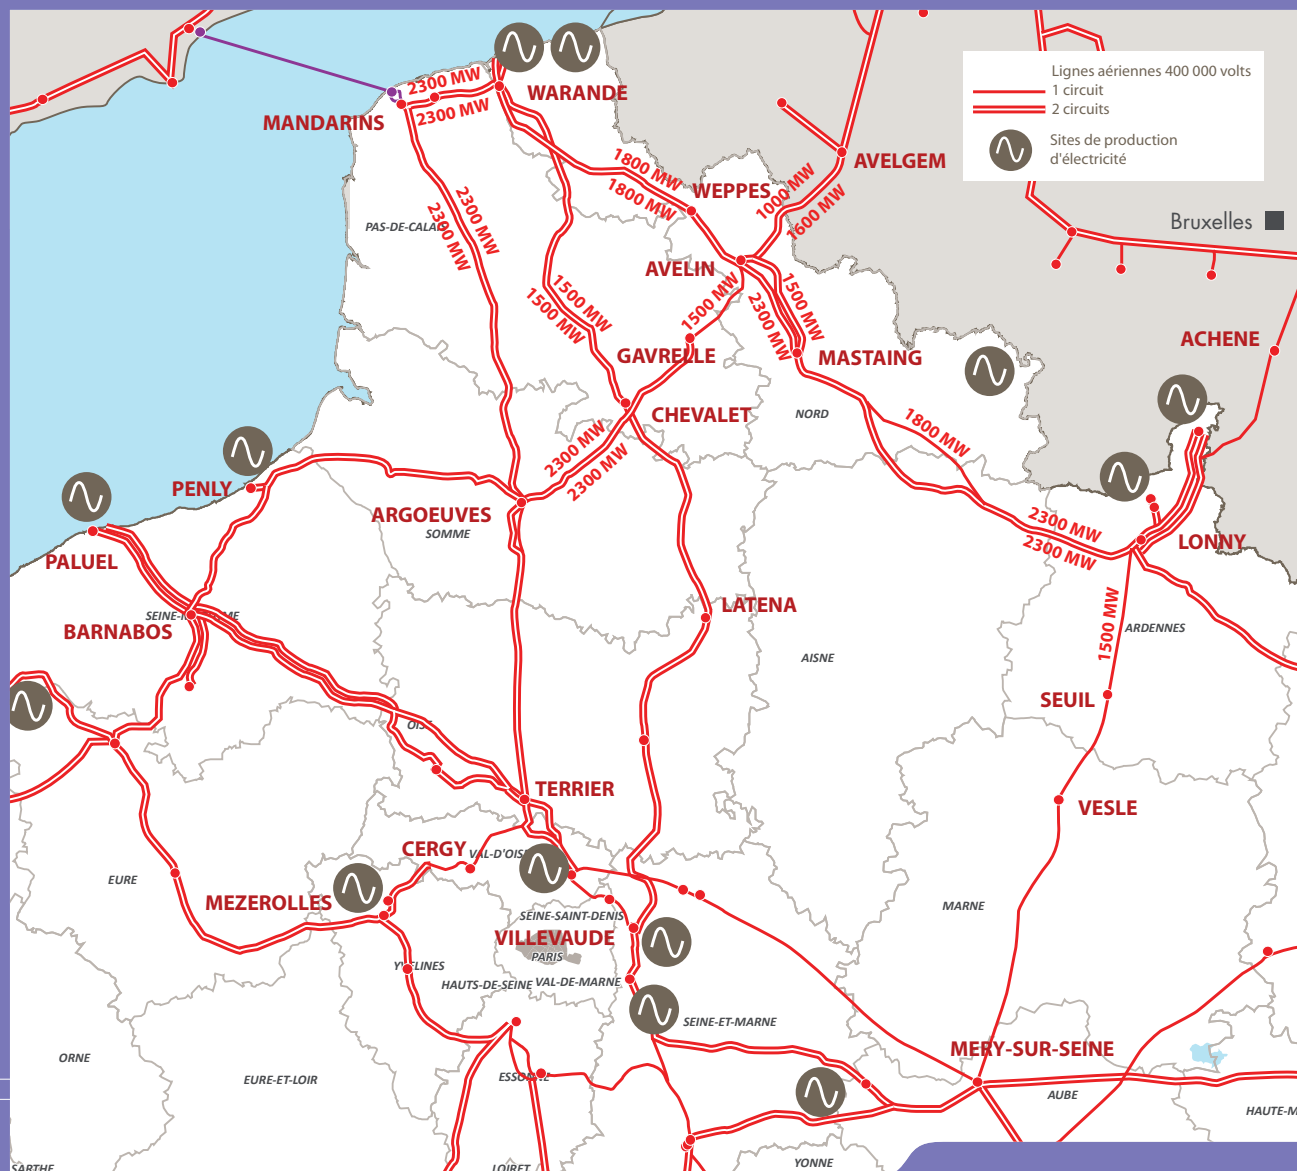 Lignes aériennes 400 000 volts
1 circuit
2 circuits
Sites de production
d'électricité
2300 MW
2300 MW
WARANDE
MANDARINS
AVELGEM
1800 MW
1800 MW
WEPPES
1000 MW
1600 MW
Bruxelles
2300 MW
2300 MW
PAS-DE-CALA
AVELIN
1500 MW
1500 MW
1500 MW
1500 MW
2300 MW
GAVRELLE
MASTAING
ACHENE
CHEVALET
NORD
1800 MW
2300 MW
2300 MW
PENLY
ARGOEUVES
SOMME
2300 MW
2300 MW
LONNY
PALUEL
SEINE-MARITIME
BARNABOS
LATENA
1500 MW
ARDENNES
AISNE
SEUIL
OISE
TERRIER
VESLE
CERGY
VAL-D'OISE
EURE
MEZEROLLES
MARNE
SEINE-SAINT-DENIS
VILLEVAUDE
PARIS
YVELINES
HAUTS-DE-SEINE
VAL-DE-MARNE
SEINE-ET-MARNE
MERY-SUR-SEINE
ORNE
EURE-ET-LOIR
ESSONNE
AUBE
HAUTE-M
SARTHE
LOIRET
YONNE